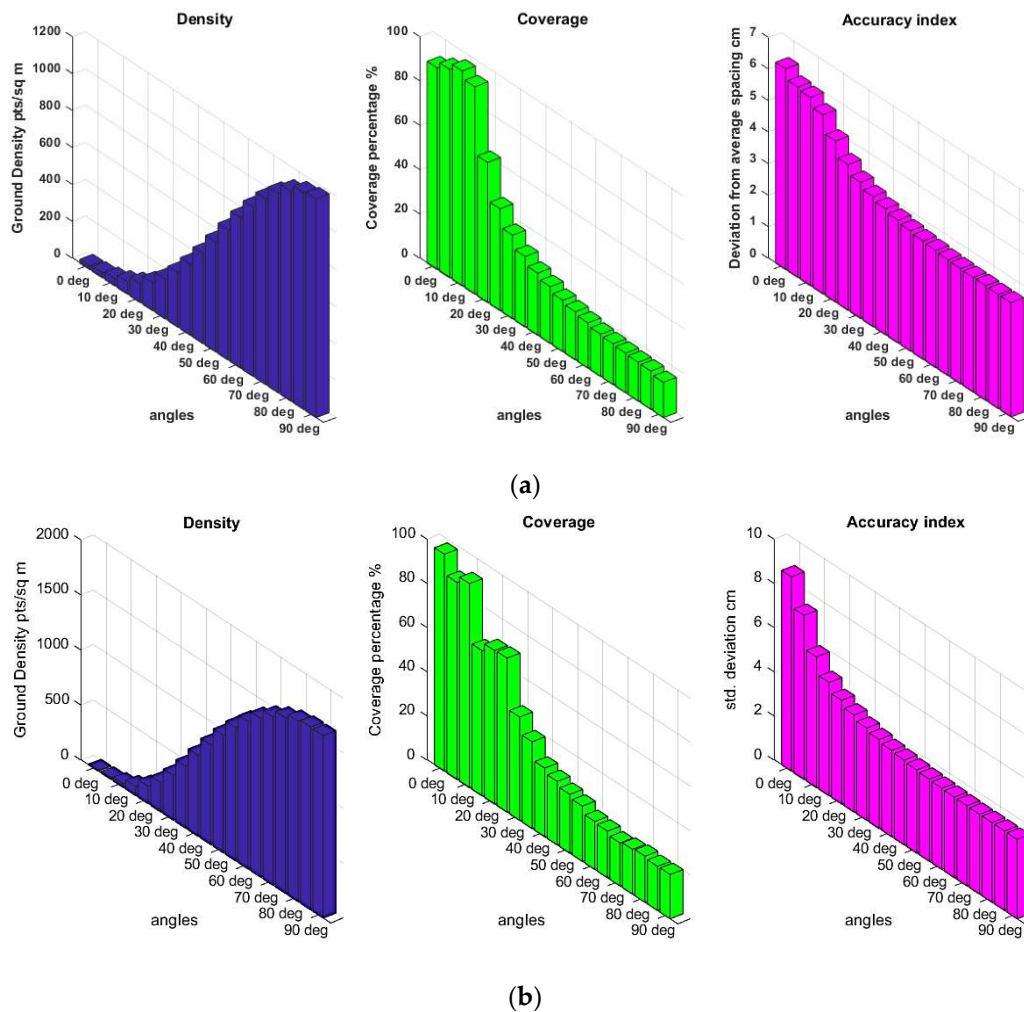 Density
Ground Density pts/sq m
1200
1000
800
600
400
200
0
0 deg
10 deg
20 deg
30 deg
40 deg
50 deg
60 deg
70 deg
80 deg
90 deg
angles
Coverage
Coverage percentage %
100
80
60
40
20
0
0 deg
10 deg
20 deg
30 deg
40 deg
50 deg
60 deg
70 deg
80 deg
90 deg
angles
Accuracy index
Deviation from average spacing cm
7
6
5
4
3
2
1
0
0 deg
10 deg
20 deg
30 deg
40 deg
50 deg
60 deg
70 deg
80 deg
90 deg
angles
(a)
Density
Ground Density pts/sq m
2000
1500
1000
500
0
0 deg
10 deg
20 deg
30 deg
40 deg
50 deg
60 deg
70 deg
80 deg
90 deg
angles
Coverage
Coverage percentage %
100
80
60
40
20
0
0 deg
10 deg
20 deg
30 deg
40 deg
50 deg
60 deg
70 deg
80 deg
90 deg
angles
Accuracy index
std. deviation cm
10
8
6
4
2
0
0 deg
10 deg
20 deg
30 deg
40 deg
50 deg
60 deg
70 deg
80 deg
90 deg
angles
(b)